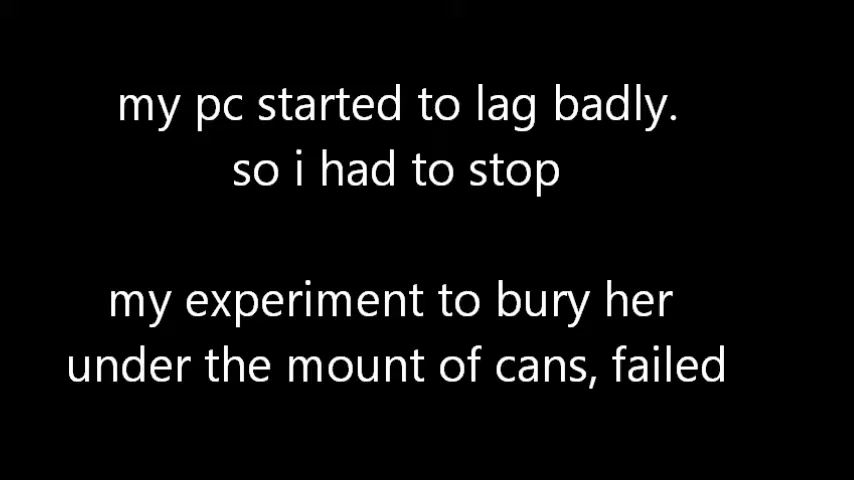 my pc started to lag badly.
so i had to stop
my experiment to bury her
under the mount of cans, failed